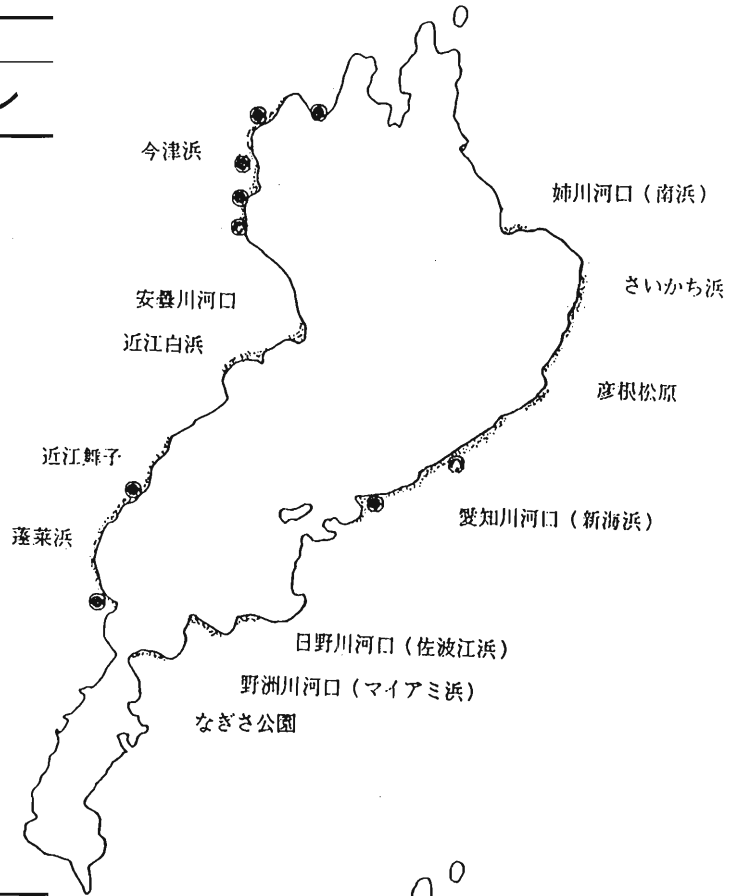 ン
今津浜
姉川河口（南浜）
さいかち浜
安曇川河口
近江白浜
彦根松原
近江舞子
愛知川河口（新海浜）
蓬莱浜
日野川河口（佐波江浜）
野洲川河口（マイアミ浜）
なぎさ公園